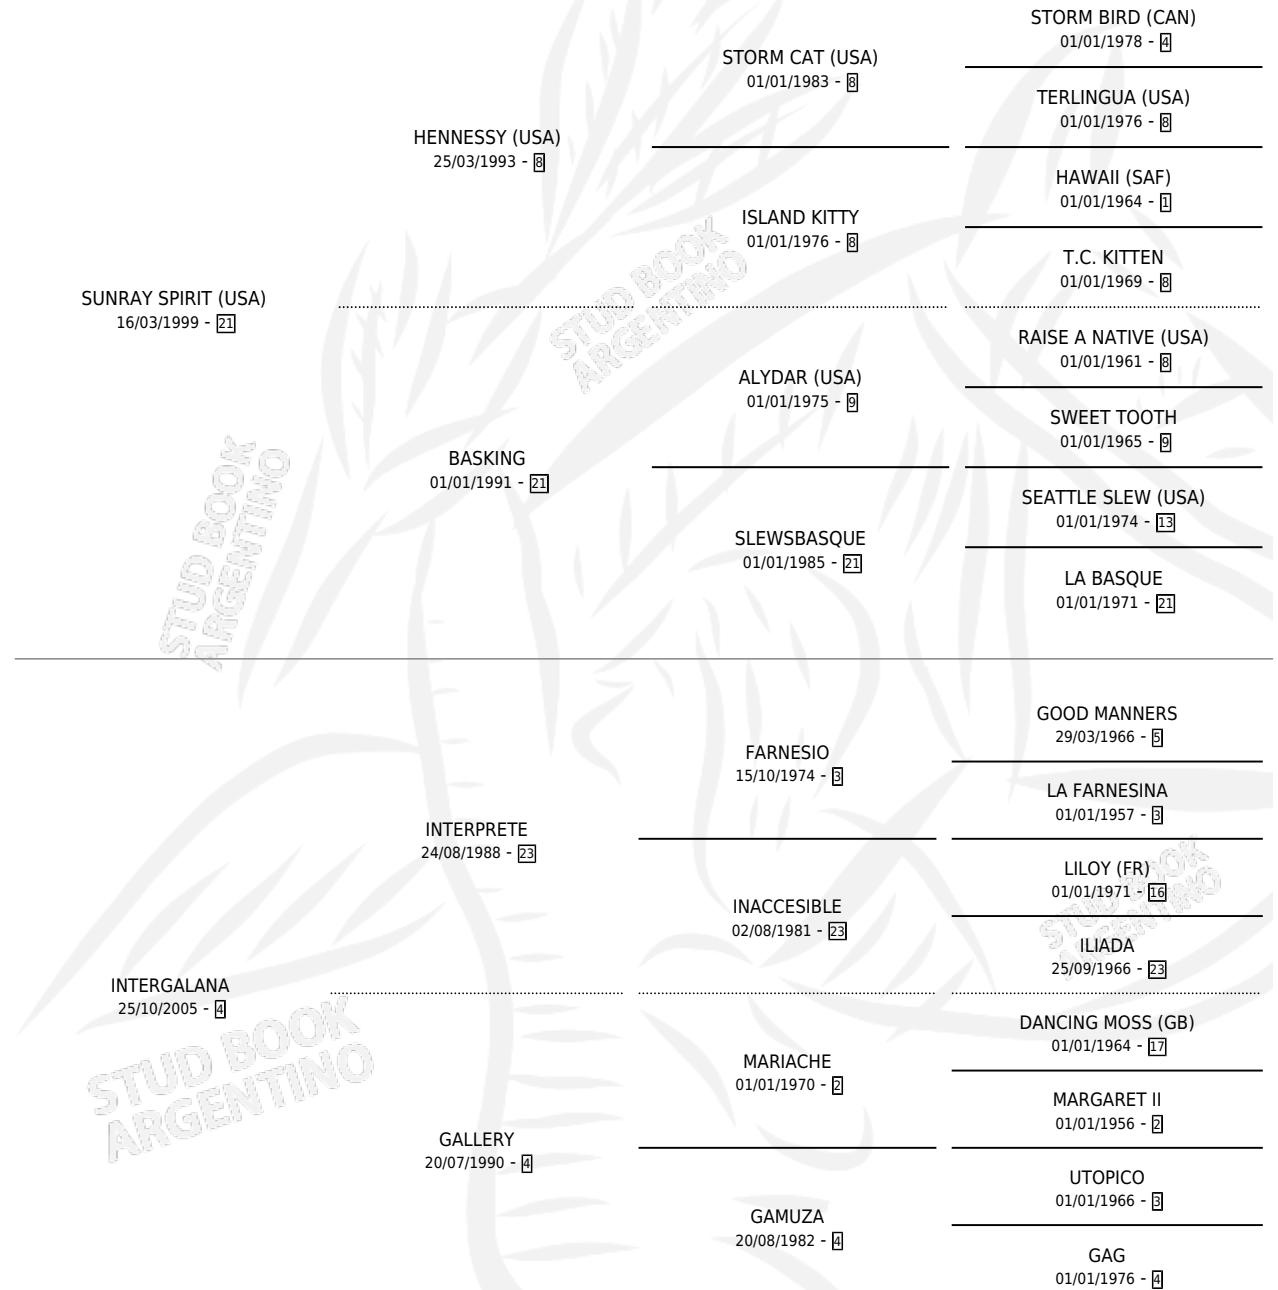 STORM BIRD (CAN)
01/01/1978 - 4
STORM CAT (USA)
01/01/1983 - 8
TERLINGUA (USA)
01/01/1976 - 8
HENNESSY (USA)
25/03/1993 - 8
HAWAII (SAF)
01/01/1964 - 1
ISLAND KITTY
01/01/1976 - 8
T.C. KITTEN
01/01/1969 - 8
SUNRAY SPIRIT (USA)
16/03/1999 - 21
RAISE A NATIVE (USA)
01/01/1961 - 8
ALYDAR (USA)
01/01/1975 - 9
SWEET TOOTH
01/01/1965 - 9
BASKING
01/01/1991 - 21
SEATTLE SLEW (USA)
01/01/1974 - 13
SLEWSBASQUE
01/01/1985 - 21
LA BASQUE
01/01/1971 - 21
GOOD MANNERS
29/03/1966 - 5
FARNESIO
15/10/1974 - 3
LA FARNESINA
01/01/1957 - 3
INTERPRETE
24/08/1988 - 23
LILOY (FR)
01/01/1971 - 16
INACCESIBLE
02/08/1981 - 23
ILIADA
25/09/1966 - 23
INTERGALANA
25/10/2005 - 4
DANCING MOSS (GB)
01/01/1964 - 17
MARIACHE
01/01/1970 - 2
MARGARET II
01/01/1956 - 2
GALLERY
20/07/1990 - 4
UTOPICO
01/01/1966 - 3
GAMUZA
20/08/1982 - 4
GAG
01/01/1976 - 4
STUD BOOK
ARGENTINO
STUD BOOK
ARGENTINO
STUD BOOK
ARGENTINO
STUD BOOK
ARGENTINO